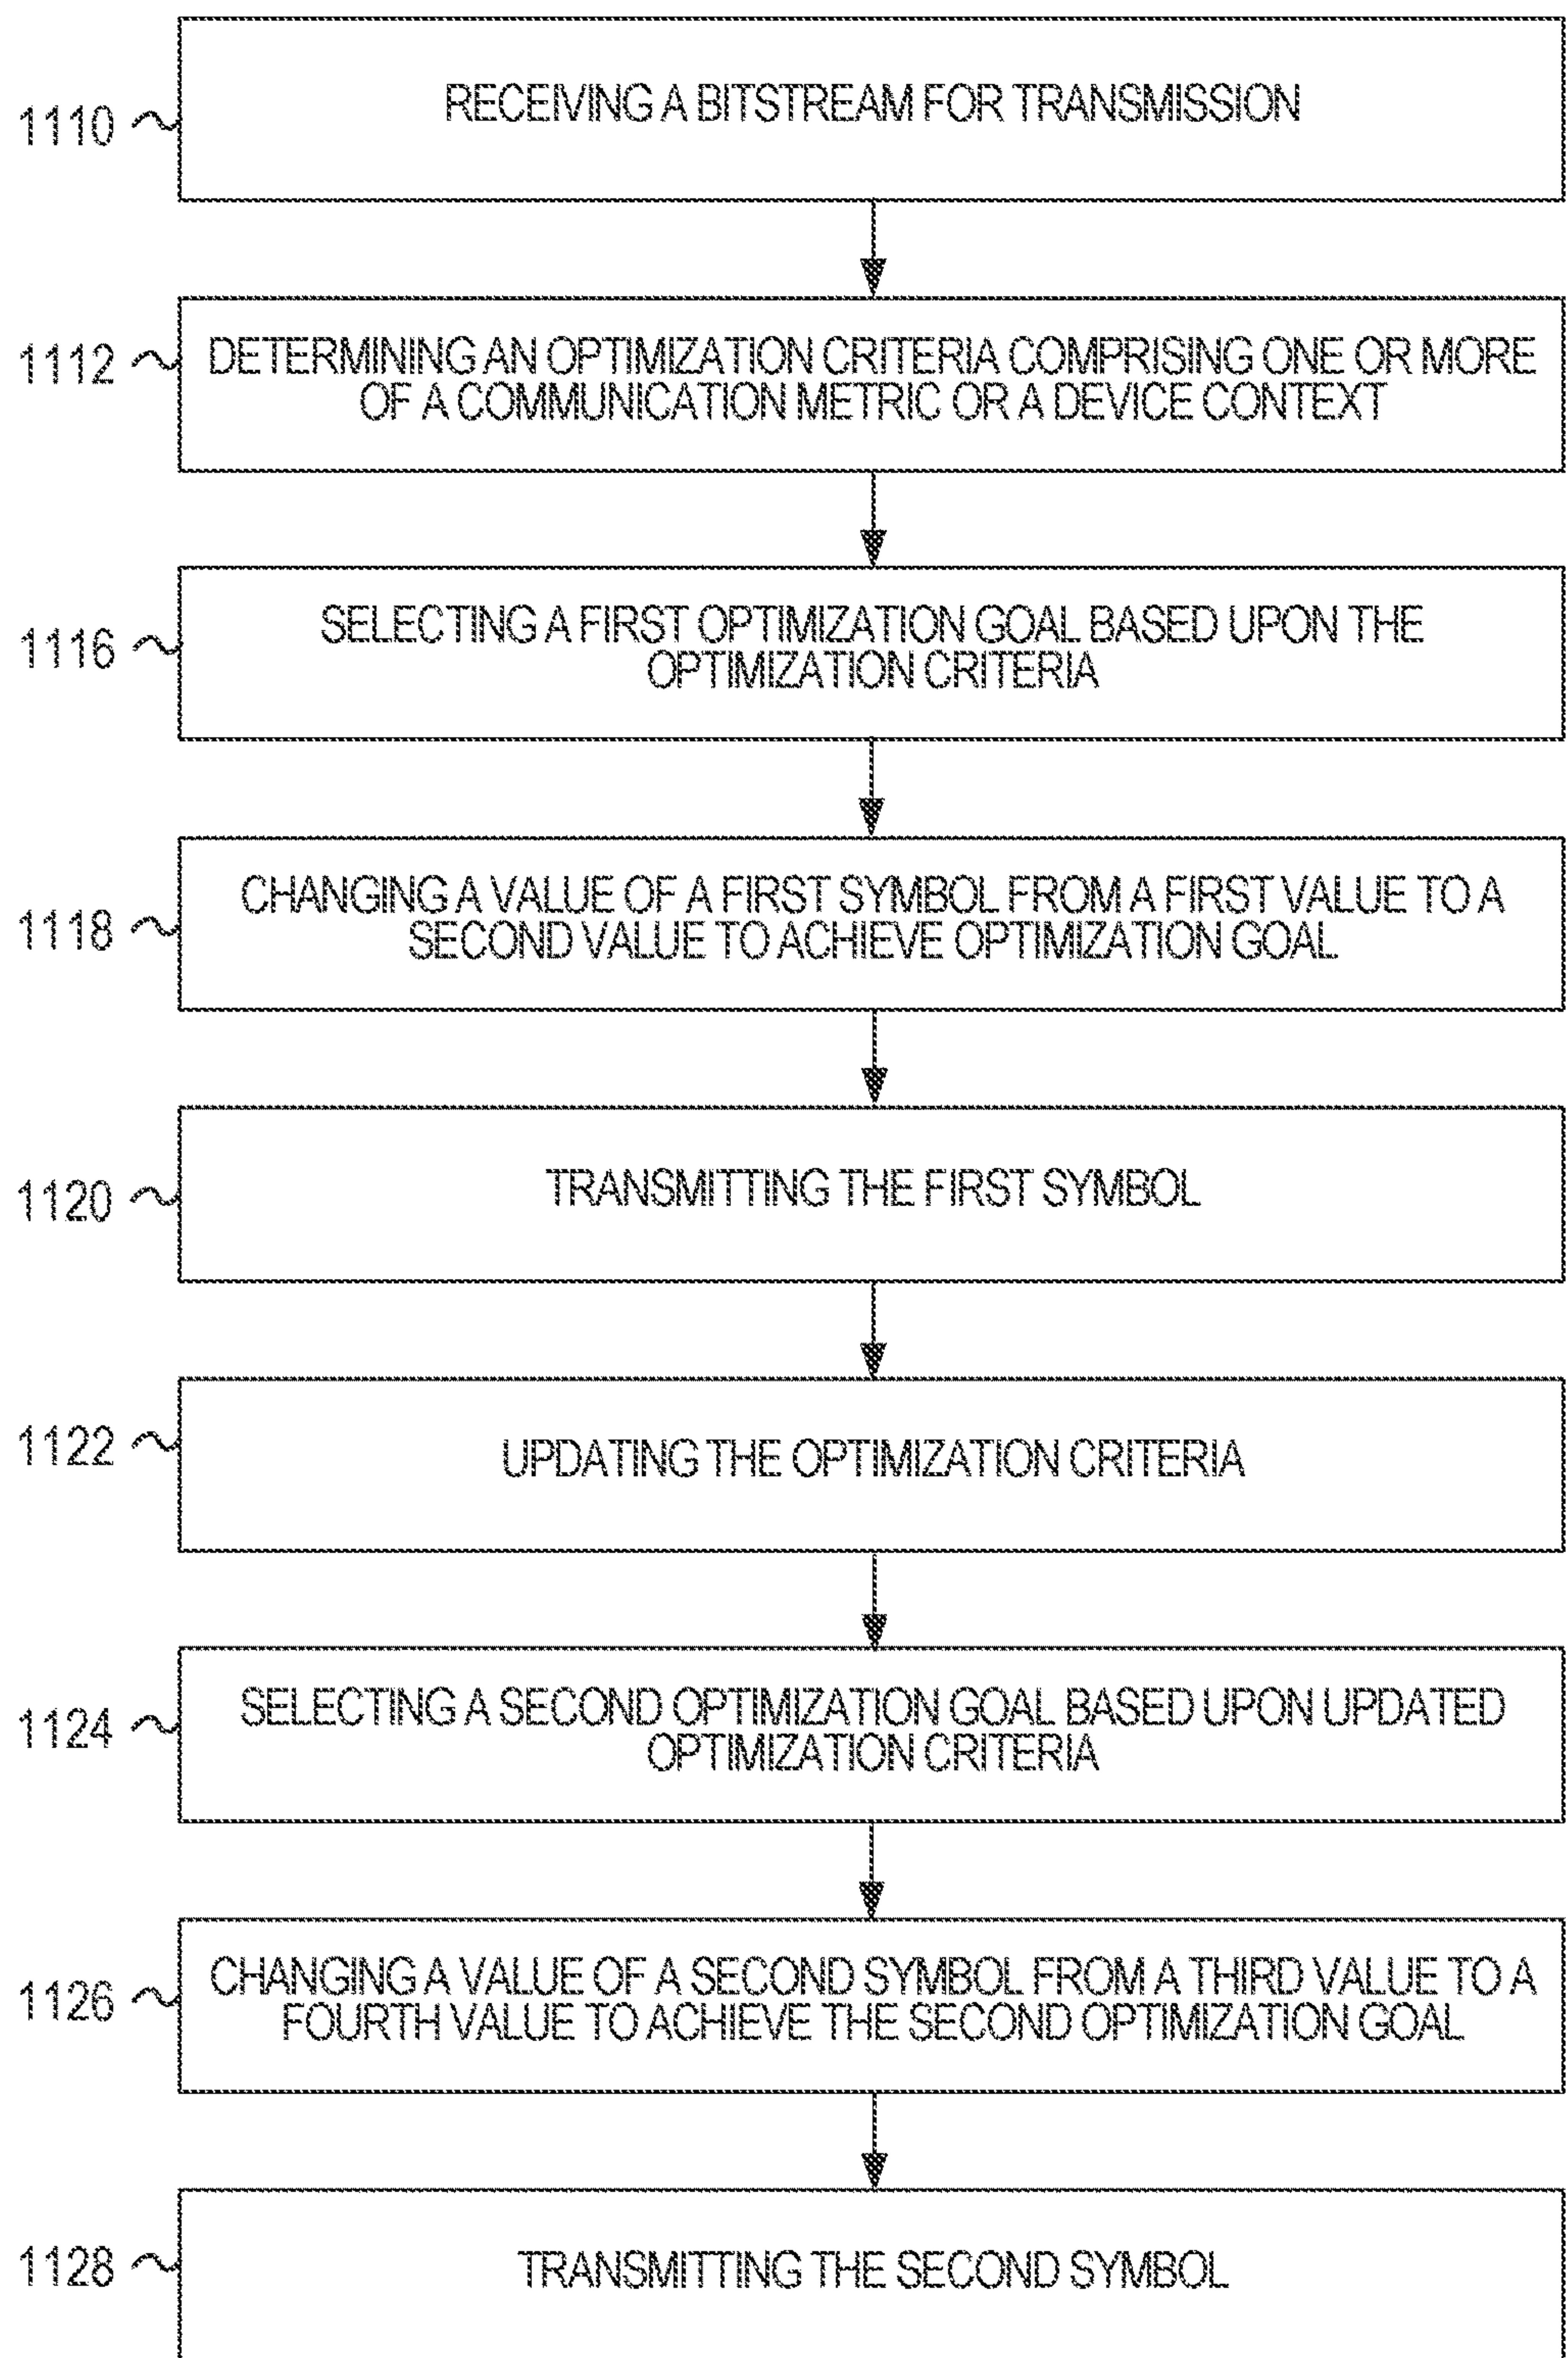 1110
RECEIVING A BITSTREAM FOR TRANSMISSION
1112
DETERMINING AN OPTIMIZATION CRITERIA COMPRISING ONE OR MORE
OF A COMMUNICATION METRIC OR A DEVICE CONTEXT
1116
SELECTING A FIRST OPTIMIZATION GOAL BASED UPON THE
OPTIMIZATION CRITERIA
1118
CHANGING A VALUE OF A FIRST SYMBOL FROM A FIRST VALUE TO A
SECOND VALUE TO ACHIEVE OPTIMIZATION GOAL
1120
TRANSMITTING THE FIRST SYMBOL
1122
UPDATING THE OPTIMIZATION CRITERIA
1124
SELECTING A SECOND OPTIMIZATION GOAL BASED UPON UPDATED
OPTIMIZATION CRITERIA
1126
CHANGING A VALUE OF A SECOND SYMBOL FROM A THIRD VALUE TO A
FOURTH VALUE TO ACHIEVE THE SECOND OPTIMIZATION GOAL
1128
TRANSMITTING THE SECOND SYMBOL